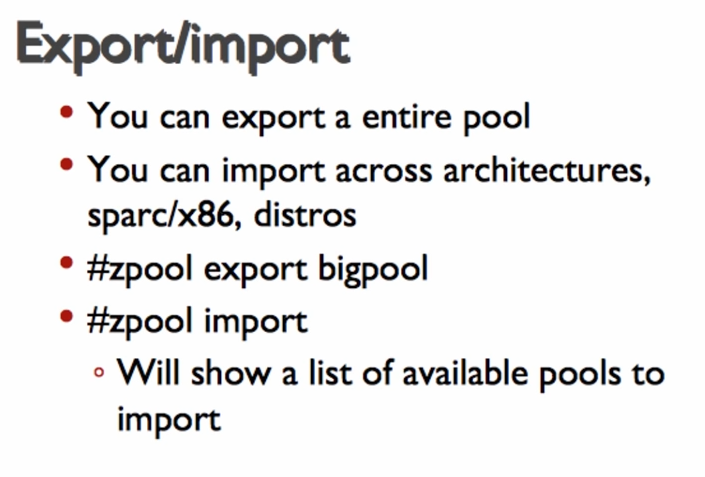 Export/import
• You can export a entire pool
• You can import across architectures,
sparc/x86, distros
• #zpool export bigpool
• #zpool import
◦ Will show a list of available pools to
import